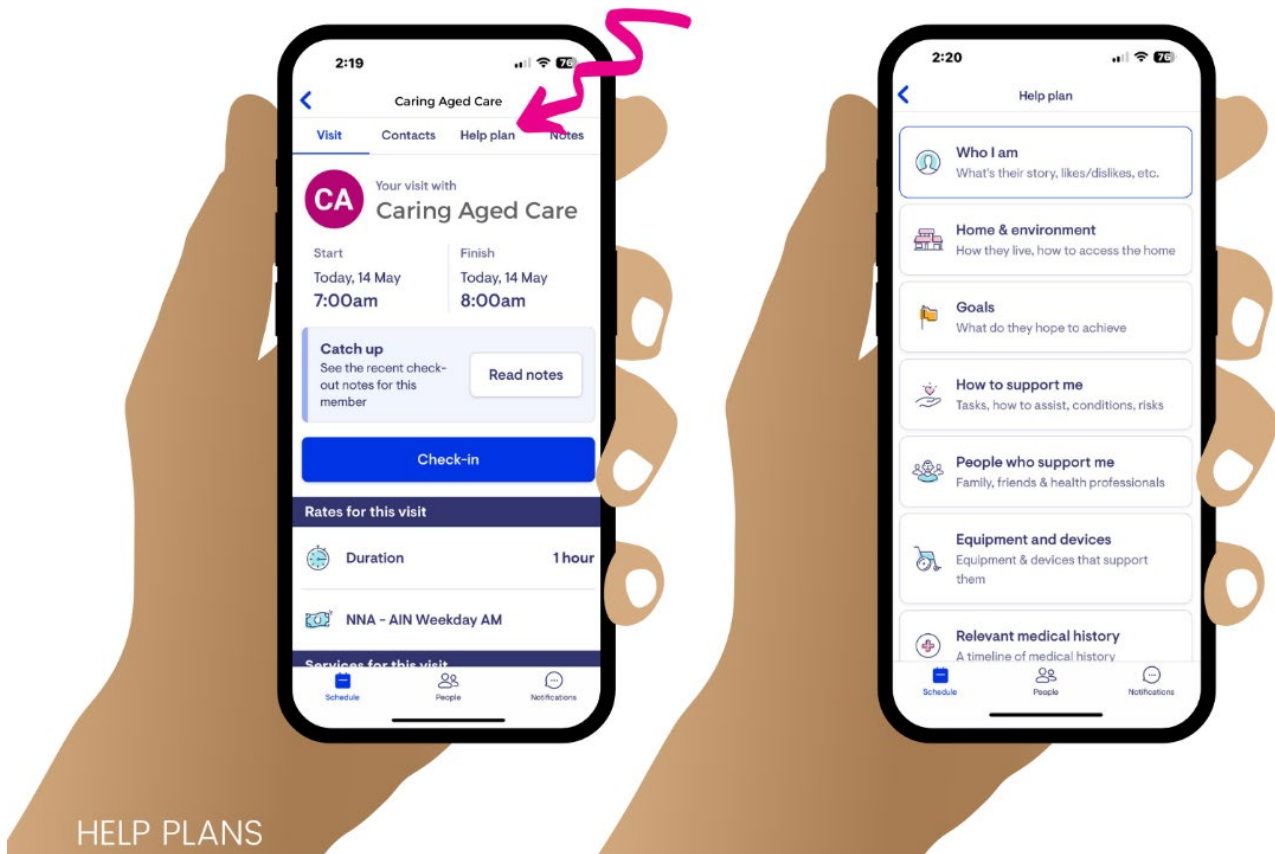 2:19
76
Caring Aged Care
Visit Contacts Help plan Notes
CA
Your visit with
Caring Aged Care
Start Finish
Today, 14 May Today, 14 May
7:00am 8:00am
Catch up
See the recent check-
out notes for this
member
Read notes
Check-in
Rates for this visit
Duration 1 hour
NNA - AIN Weekday AM
Services for this visit
Schedule People Notifications
2:20
76
Help plan
Who I am
What's their story, likes/dislikes, etc.
Home & environment
How they live, how to access the home
Goals
What do they hope to achieve
How to support me
Tasks, how to assist, conditions, risks
People who support me
Family, friends & health professionals
Equipment and devices
Equipment & devices that support
them
Relevant medical history
A timeline of medical history
Schedule People Notifications
HELP PLANS